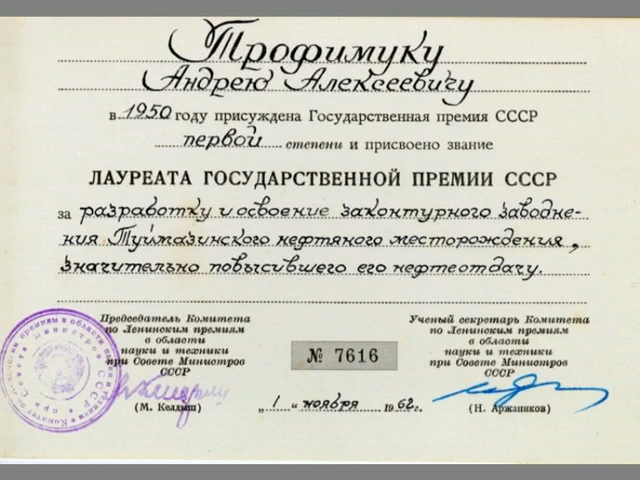 Трофимуку
Андрею Алексеевичу
в 1950 году присуждена Государственная премия СССР
первой степени и присвоено звание
ЛАУРЕАТА ГОСУДАРСТВЕННОЙ ПРЕМИИ СССР
за разработку и освоение законтурного заводне-
ния Туймазинского нефтяного месторождения,
значительно повысившего его нефтеотдачу.
Председатель Комитета
по Ленинским премиям
в области
науки и техники
при Совете Министров
СССР
(М. Келдыш)
№ 7616
„ 1 “ ноября 1962 г.
Ученый секретарь Комитета
по Ленинским премиям
в области
науки и техники
при Совете Министров
СССР
(Н. Аржаников)